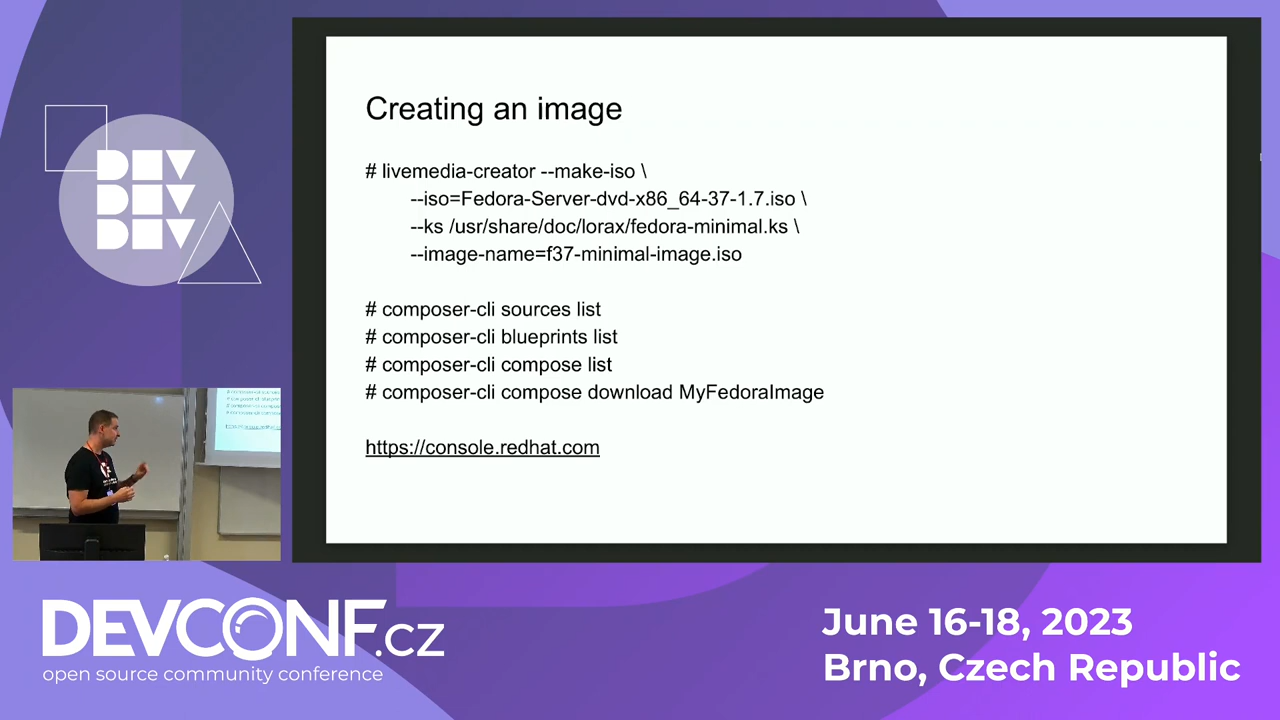 Creating an image
# livemedia-creator --make-iso \
--iso=Fedora-Server-dvd-x86_64-37-1.7.iso \
--ks /usr/share/doc/lorax/fedora-minimal.ks \
--image-name=f37-minimal-image.iso
# composer-cli sources list
# composer-cli blueprints list
# composer-cli compose list
# composer-cli compose download MyFedoraImage
https://console.redhat.com
DEV
DEV
DEV
DEVCONF.cz
open source community conference
June 16-18, 2023
Brno, Czech Republic